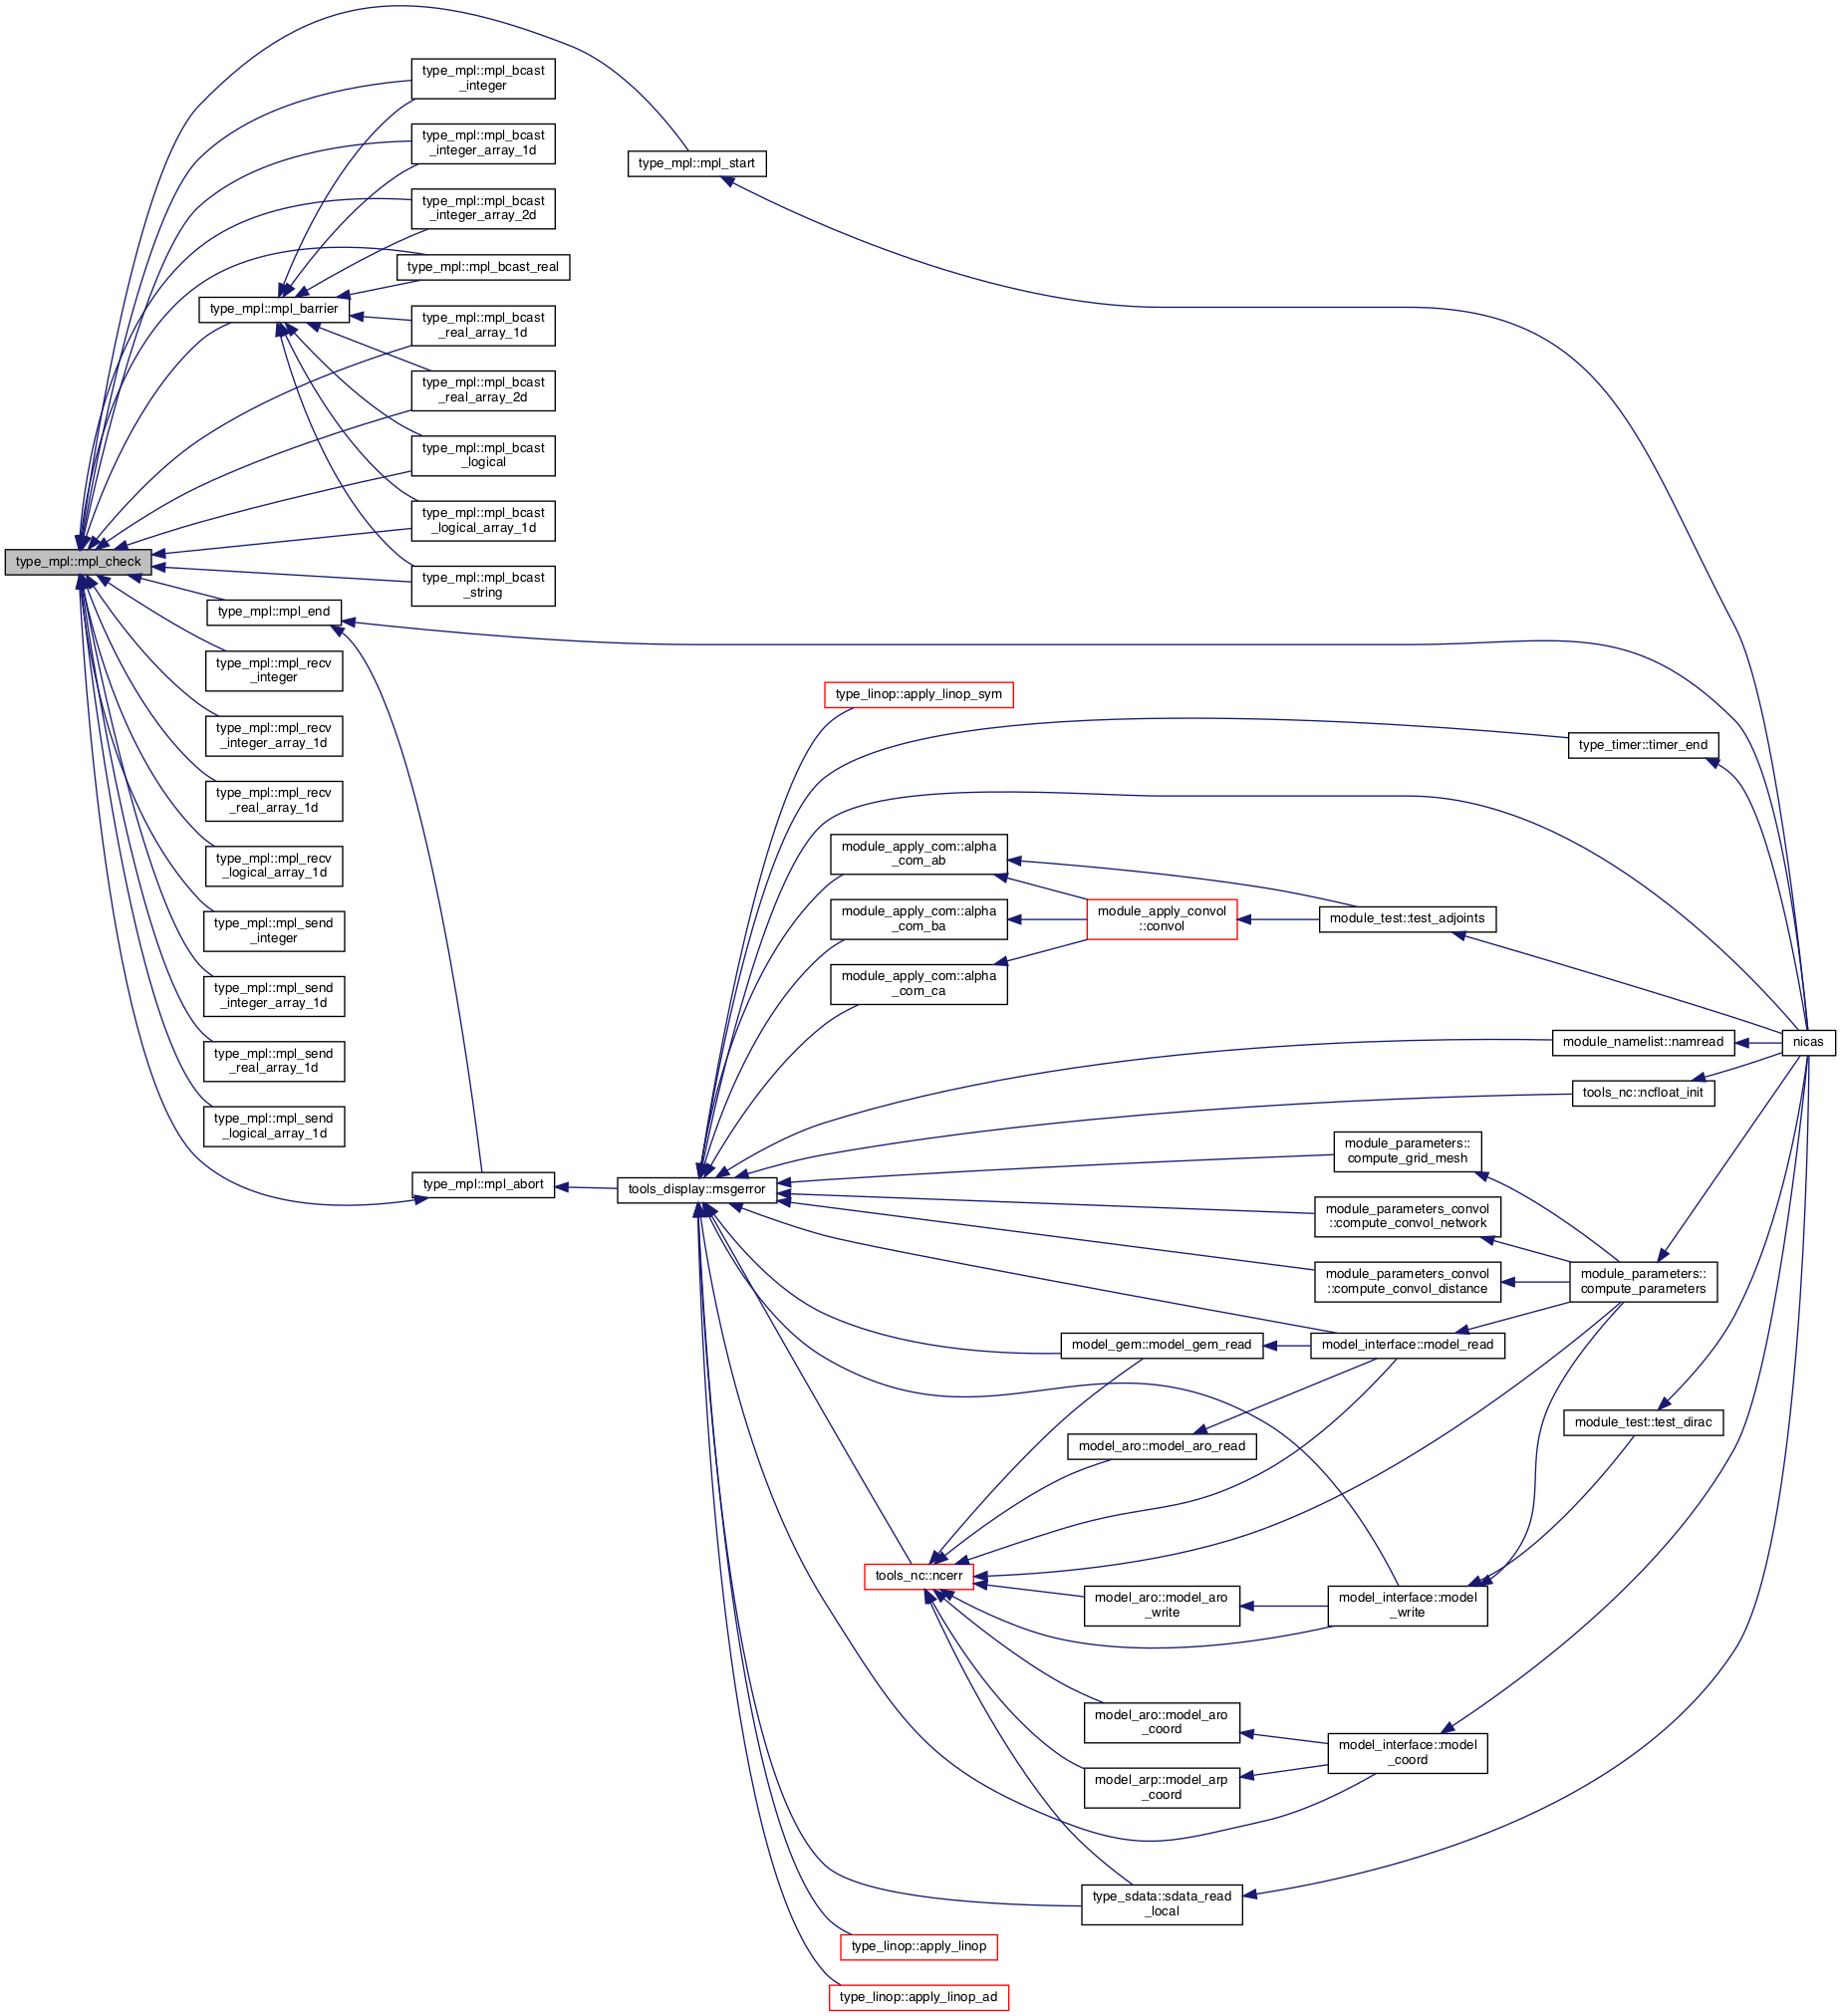 type_mpl::mpl_bcast
_integer
type_mpl::mpl_bcast
_integer_array_1d
type_mpl::mpl_start
type_mpl::mpl_bcast
_integer_array_2d
type_mpl::mpl_bcast_real
type_mpl::mpl_barrier
type_mpl::mpl_bcast
_real_array_1d
type_mpl::mpl_bcast
_real_array_2d
type_mpl::mpl_bcast
_logical
type_mpl::mpl_bcast
_logical_array_1d
type_mpl::mpl_check
type_mpl::mpl_bcast
_string
type_mpl::mpl_end
type_mpl::mpl_recv
_integer
type_linop::apply_linop_sym
type_mpl::mpl_recv
_integer_array_1d
type_timer::timer_end
type_mpl::mpl_recv
_real_array_1d
type_mpl::mpl_recv
_logical_array_1d
module_apply_com::alpha
_com_ab
type_mpl::mpl_send
_integer
module_apply_com::alpha
_com_ba
module_apply_convol
::convol
module_test::test_adjoints
module_apply_com::alpha
_com_ca
type_mpl::mpl_send
_integer_array_1d
type_mpl::mpl_send
_real_array_1d
module_namelist::namread
nicas
tools_nc::ncfloat_init
type_mpl::mpl_send
_logical_array_1d
module_parameters::
compute_grid_mesh
type_mpl::mpl_abort
tools_display::msgerror
module_parameters_convol
::compute_convol_network
module_parameters_convol
::compute_convol_distance
module_parameters::
compute_parameters
model_gem::model_gem_read
model_interface::model_read
module_test::test_dirac
model_aro::model_aro_read
tools_nc::ncerr
model_aro::model_aro
_write
model_interface::model
_write
model_aro::model_aro
_coord
model_interface::model
_coord
model_arp::model_arp
_coord
type_sdata::sdata_read
_local
type_linop::apply_linop
type_linop::apply_linop_ad